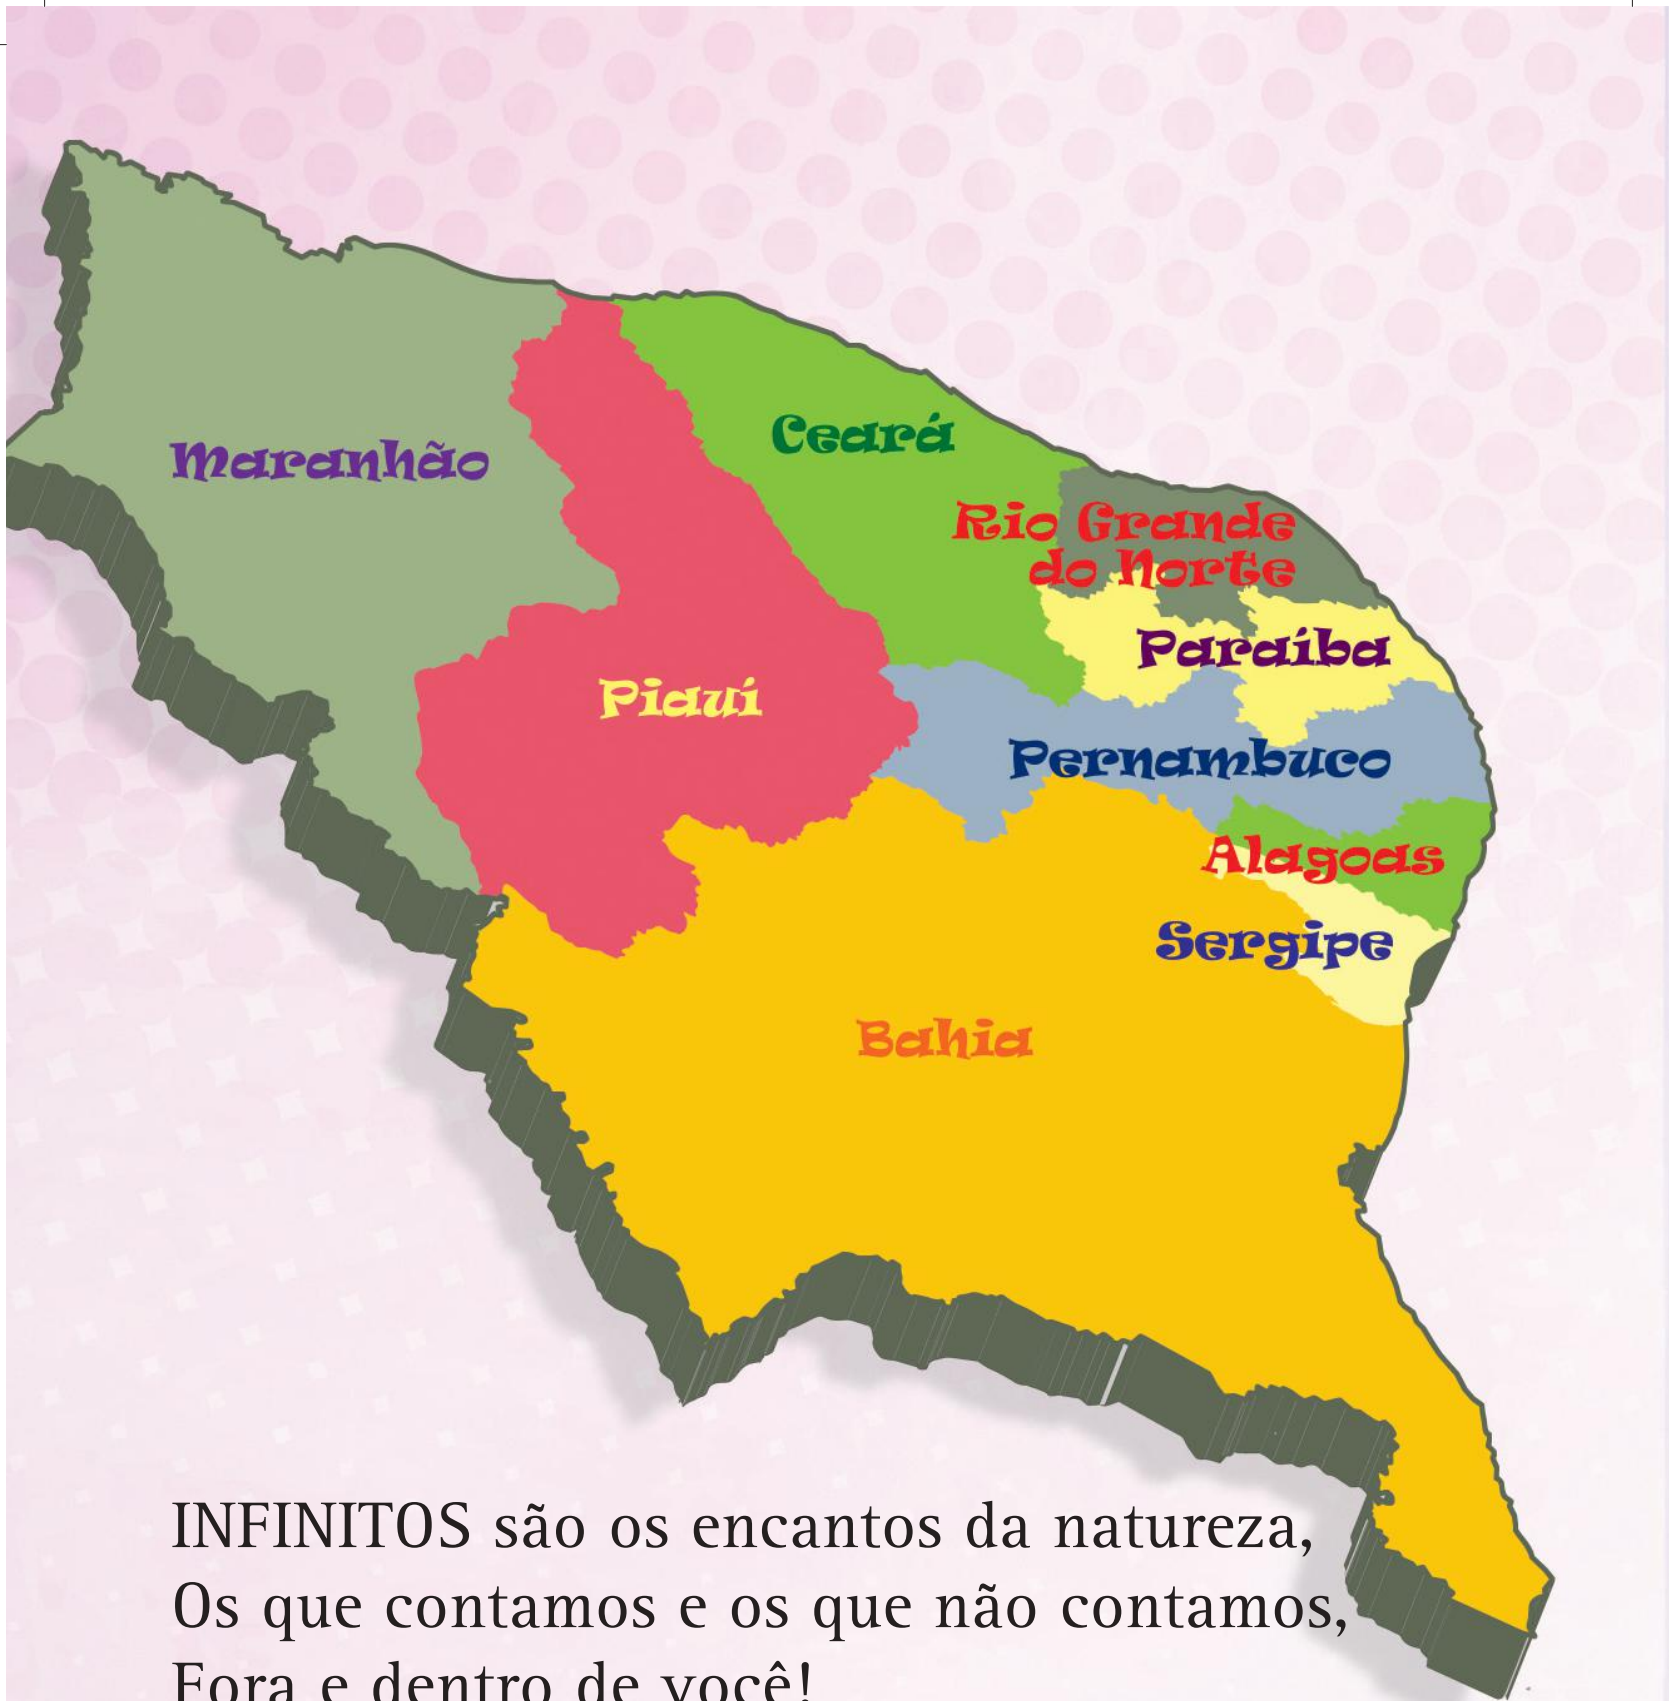 Maranhão
Ceará
Rio Grande
do Norte
Paraíba
Piauí
Pernambuco
Alagoas
Sergipe
Bahia
INFINITOS são os encantos da natureza,
Os que contamos e os que não contamos,
Fora e dentro de você!